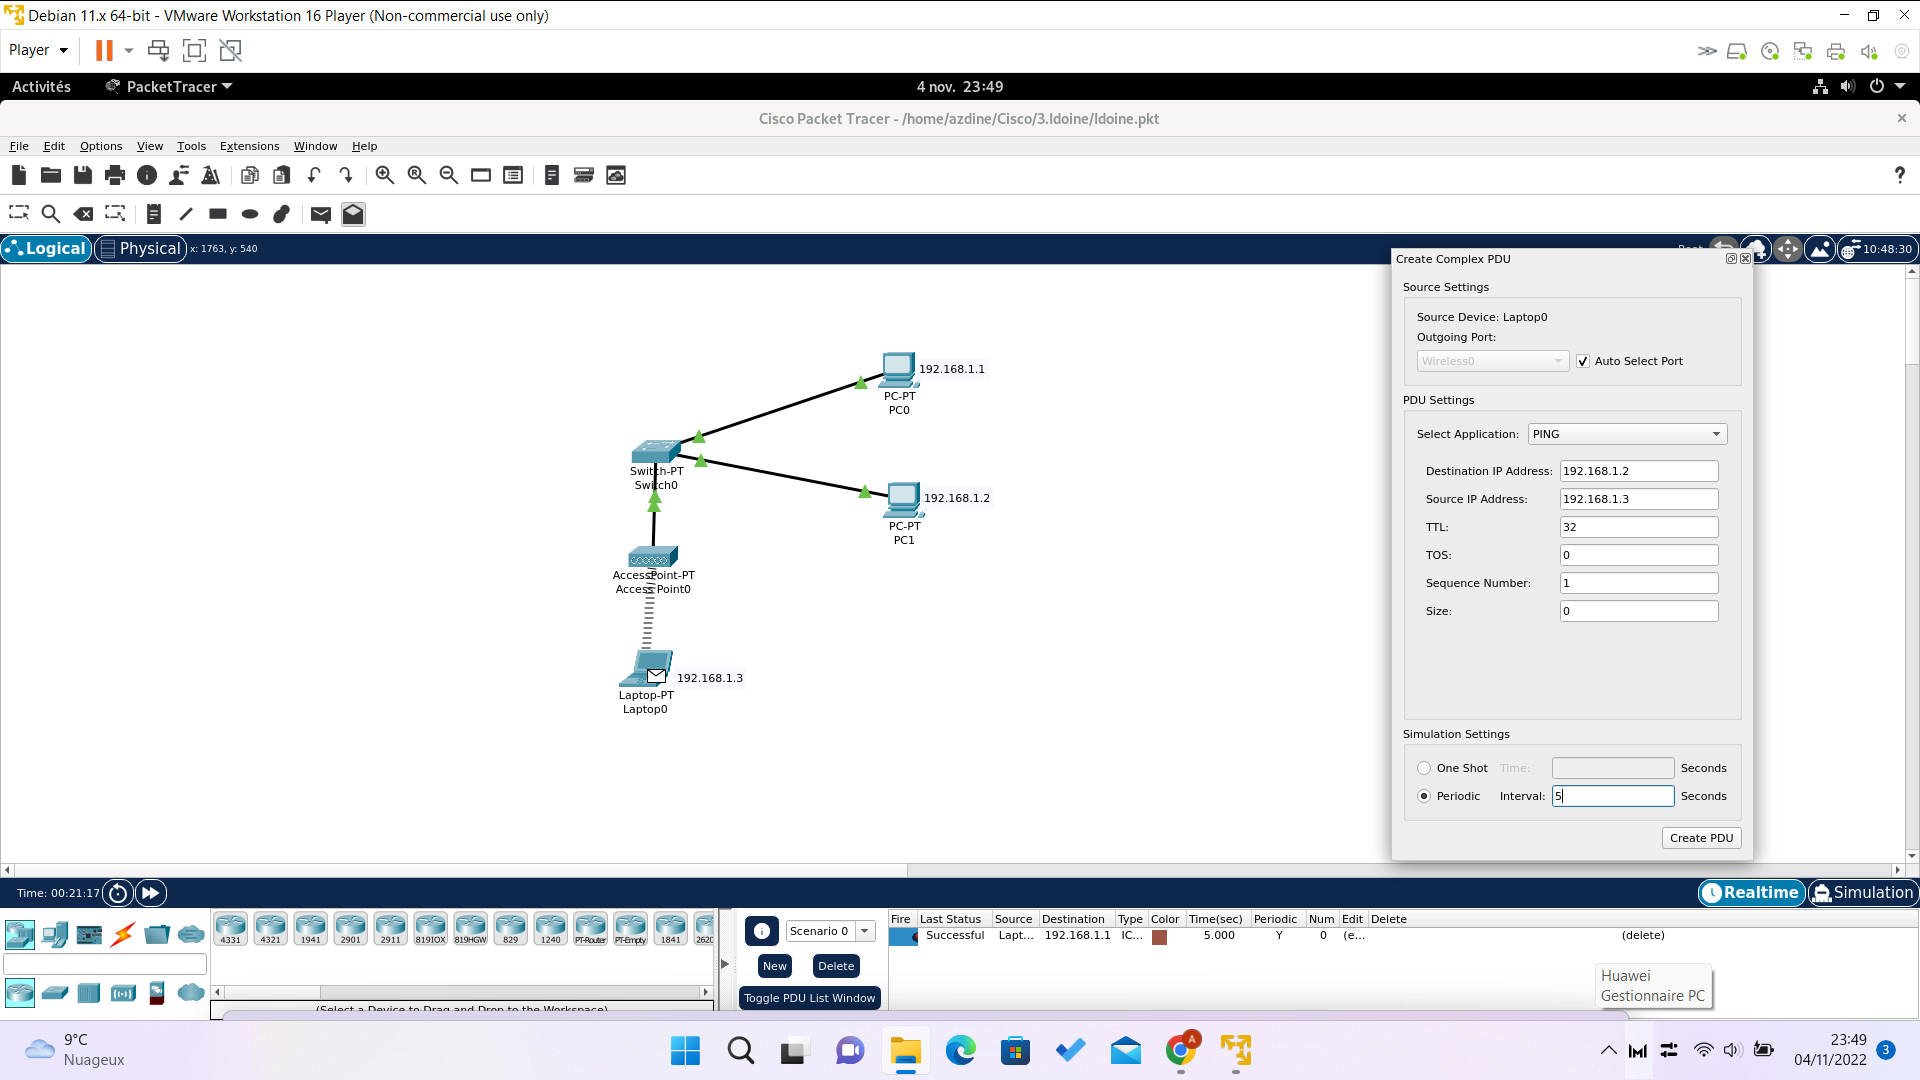 Debian 11.x 64-bit - VMware Workstation 16 Player (Non-commercial use only)
Player
Activités PacketTracer 4 nov. 23:49
Cisco Packet Tracer - /home/azdine/Cisco/3.Idoine/Idoine.pkt
File Edit Options View Tools Extensions Window Help
Logical Physical x: 1763, y: 540 10:48:30
Create Complex PDU
Source Settings
Source Device: Laptop0
Outgoing Port:
Wireless0 Auto Select Port
PDU Settings
Select Application: PING
Destination IP Address: 192.168.1.2
Source IP Address: 192.168.1.3
TTL: 32
TOS: 0
Sequence Number: 1
Size: 0
Simulation Settings
One Shot Time: Seconds
Periodic Interval: 5 Seconds
Create PDU
192.168.1.1
PC-PT
PC0
Switch-PT
Switch0
192.168.1.2
PC-PT
PC1
AccessPoint-PT
Access Point0
192.168.1.3
Laptop-PT
Laptop0
Time: 00:21:17 Realtime Simulation
4331 4321 1941 2901 2911 819IOX 819HGW 829 1240 PT-Router PT-Empty 1841 2620
(Select a Device to Drag and Drop to the Workspace)
Scenario 0
New Delete
Toggle PDU List Window
Fire Last Status Source Destination Type Color Time(sec) Periodic Num Edit Delete
Successful Lapt... 192.168.1.1 IC... 5.000 Y 0 (e... (delete)
Huawei
Gestionnaire PC
9°C
Nuageux
A
23:49
04/11/2022
3